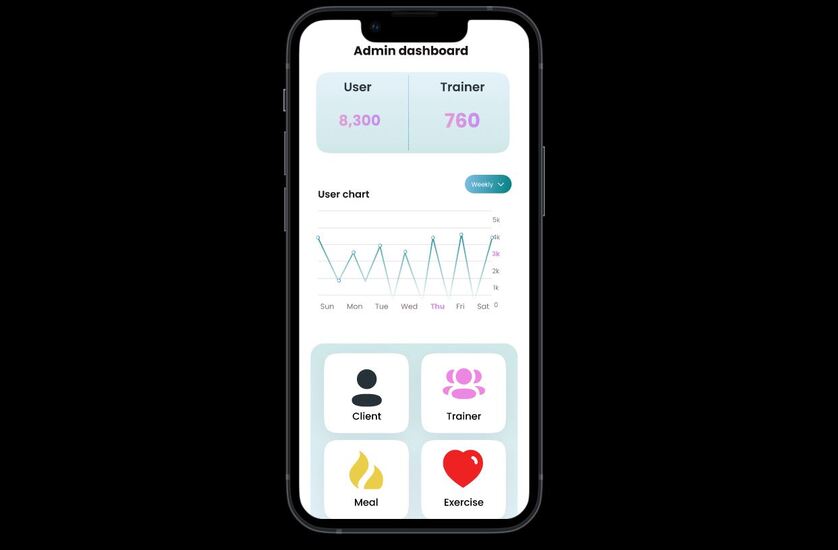 Admin dashboard
User Trainer
8,300 760
Weekly
User chart
5k
4k
3k
2k
1k
0
Sun Mon Tue Wed Thu Fri Sat
Client Trainer
Meal Exercise